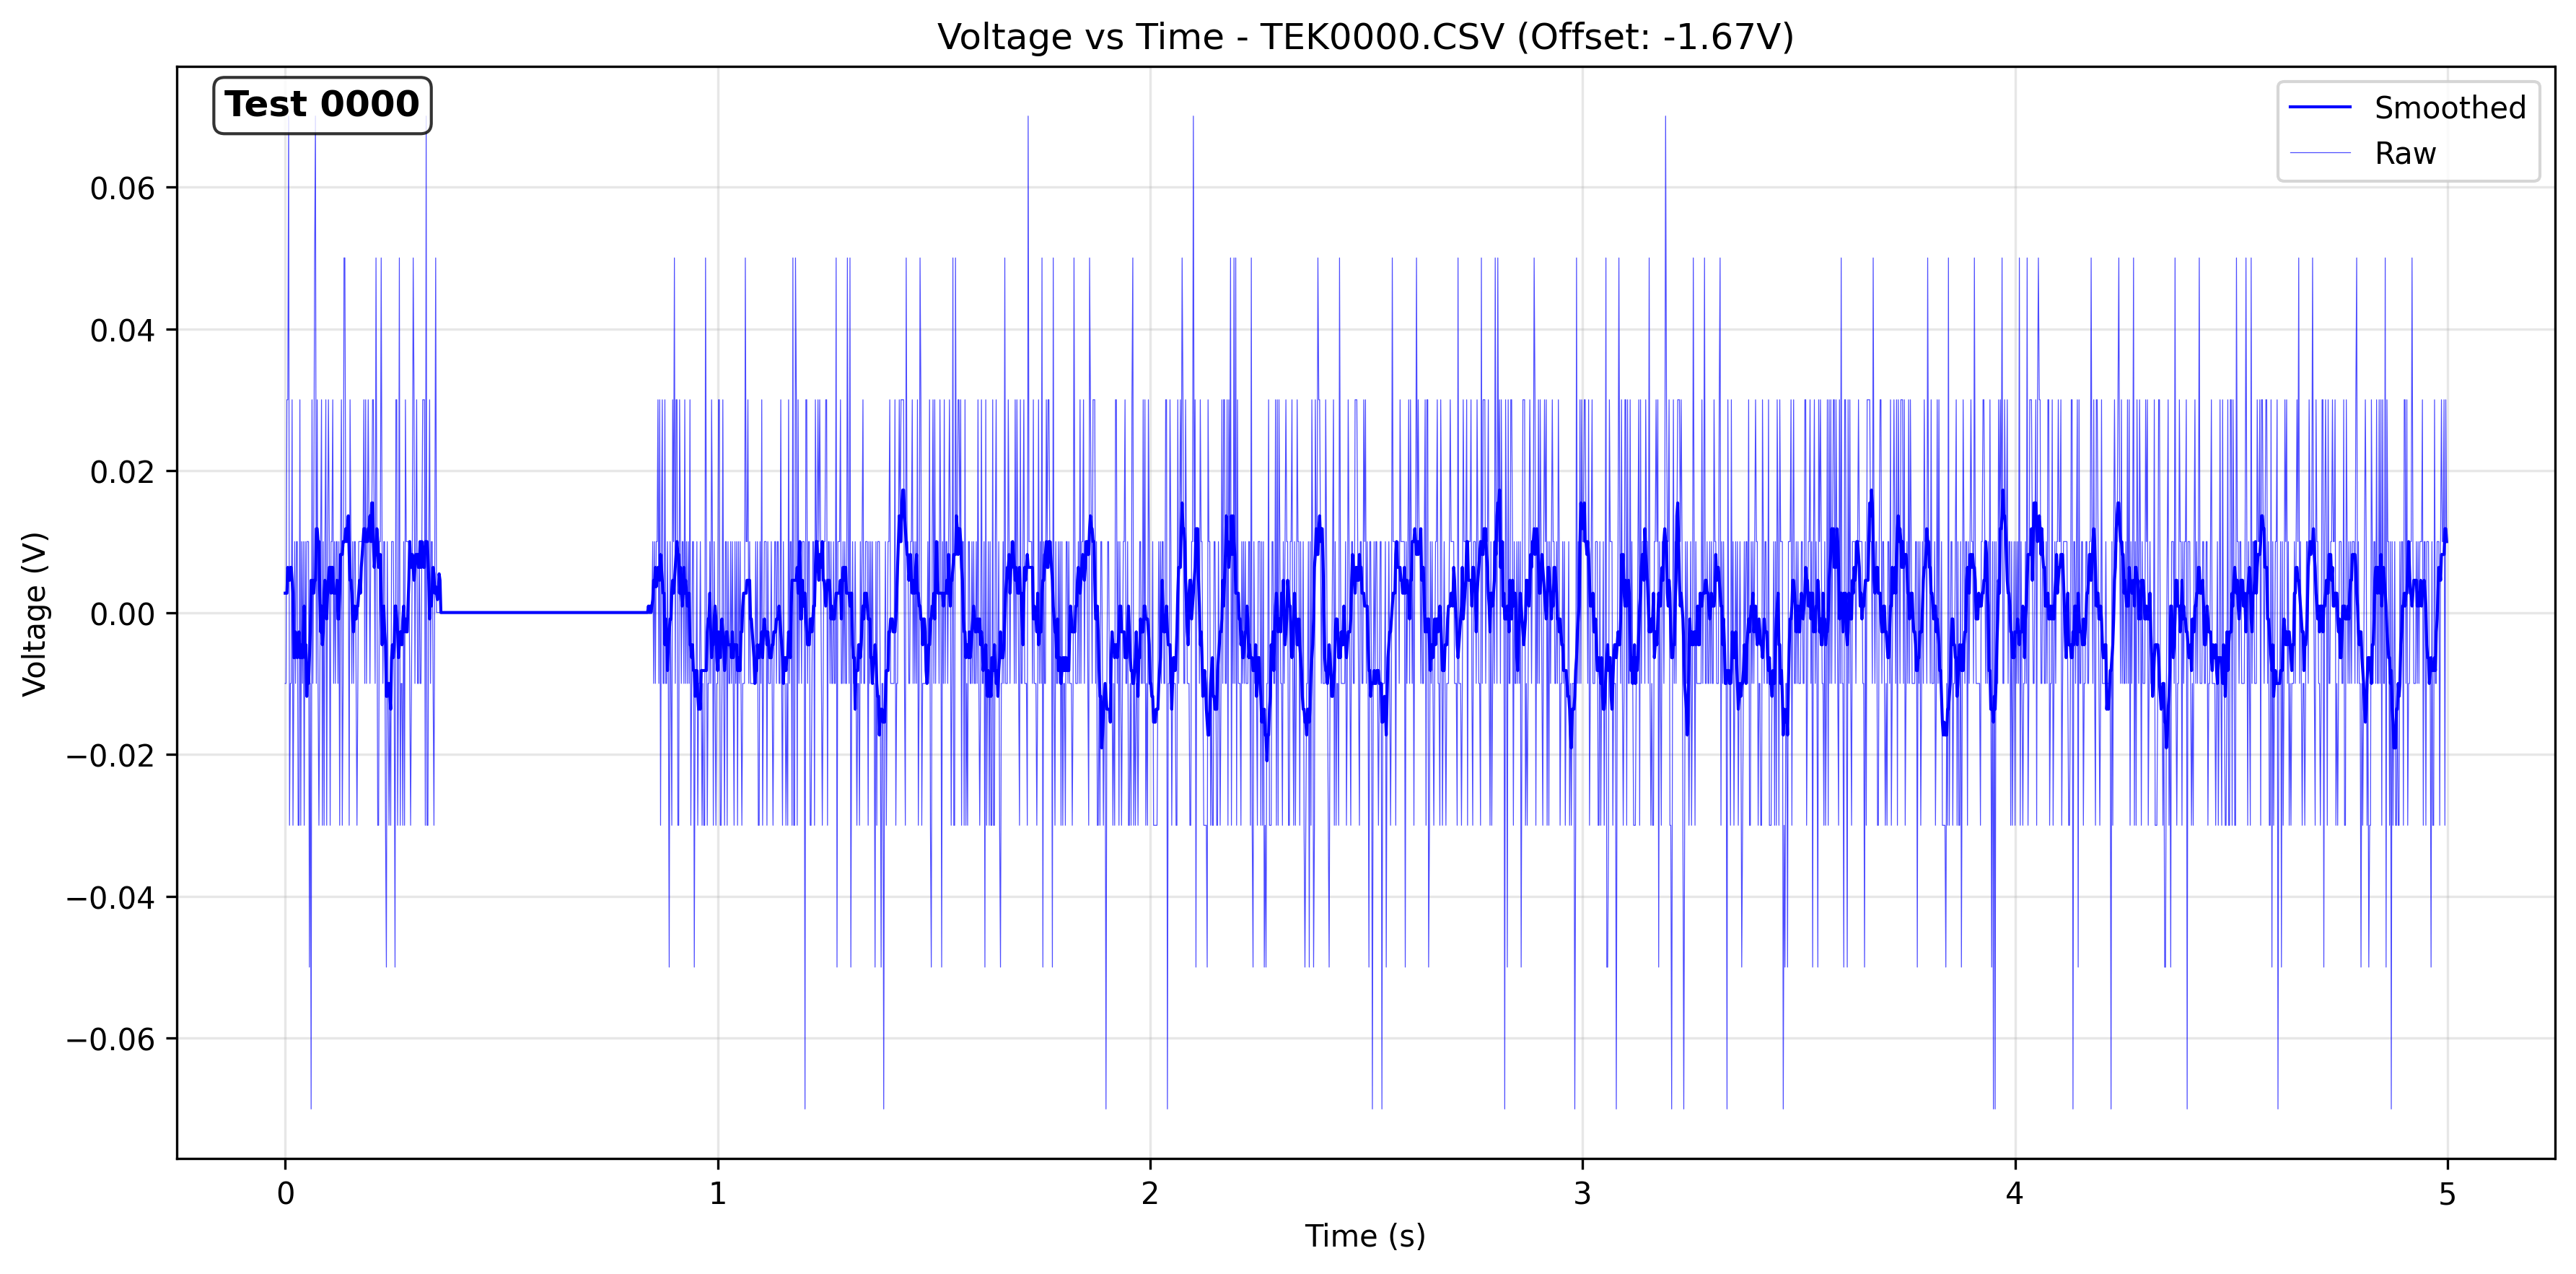 Voltage vs Time - TEK0000.CSV (Offset: -1.67V)
Test 0000
Smoothed
Raw
Voltage (V)
0.06
0.04
0.02
0.00
−0.02
−0.04
−0.06
0 1 2 3 4 5
Time (s)